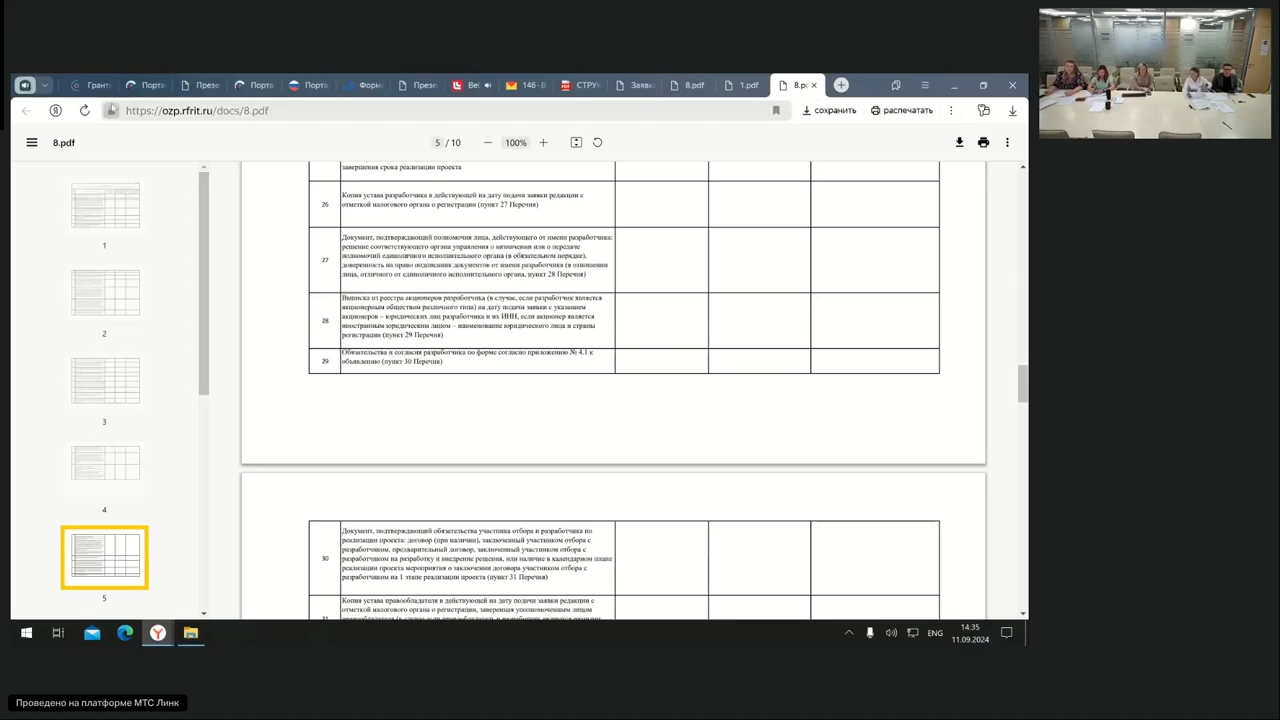 Грант
Порта
Презе
Порта
Порта
Форм
Презе
Ве
146 - В
СТРУК
Заявка
8.pdf
1.pdf
8.pd
https://ozp.rfrit.ru/docs/8.pdf
сохранить
распечатать
8.pdf
5 / 10
100%
1
2
3
4
5
завершения срока реализации проекта
26
Копия устава разработчика в действующей на дату подачи заявки редакции с
отметкой налогового органа о регистрации (пункт 27 Перечня)
27
Документ, подтверждающий полномочия лица, действующего от имени разработчика:
решение соответствующего органа управления о назначении или о передаче
полномочий единоличного исполнительного органа (в обязательном порядке),
доверенность на право подписания документов от имени разработчика (в отношении
лица, отличного от единоличного исполнительного органа, пункт 28 Перечня)
28
Выписка из реестра акционеров разработчика (в случае, если разработчик является
акционерным обществом различного типа) на дату подачи заявки с указанием
акционеров – юридических лиц разработчика и их ИНН, если акционер является
иностранным юридическим лицом – наименование юридического лица и страны
регистрации (пункт 29 Перечня)
29
Обязательства и согласия разработчика по форме согласно приложению № 4.1 к
объявлению (пункт 30 Перечня)
30
Документ, подтверждающий обязательства участника отбора и разработчика по
реализации проекта: договор (при наличии), заключенный участником отбора с
разработчиком, предварительный договор, заключенный участником отбора с
разработчиком на разработку и внедрение решения, или наличие в календарном плане
реализации проекта мероприятия о заключении договора участником отбора с
разработчиком на 1 этапе реализации проекта (пункт 31 Перечня)
31
Копия устава правообладателя в действующей на дату подачи заявки редакции с
отметкой налогового органа о регистрации, заверенная уполномоченным лицом
ENG
14:35
11.09.2024
Проведено на платформе МТС Линк